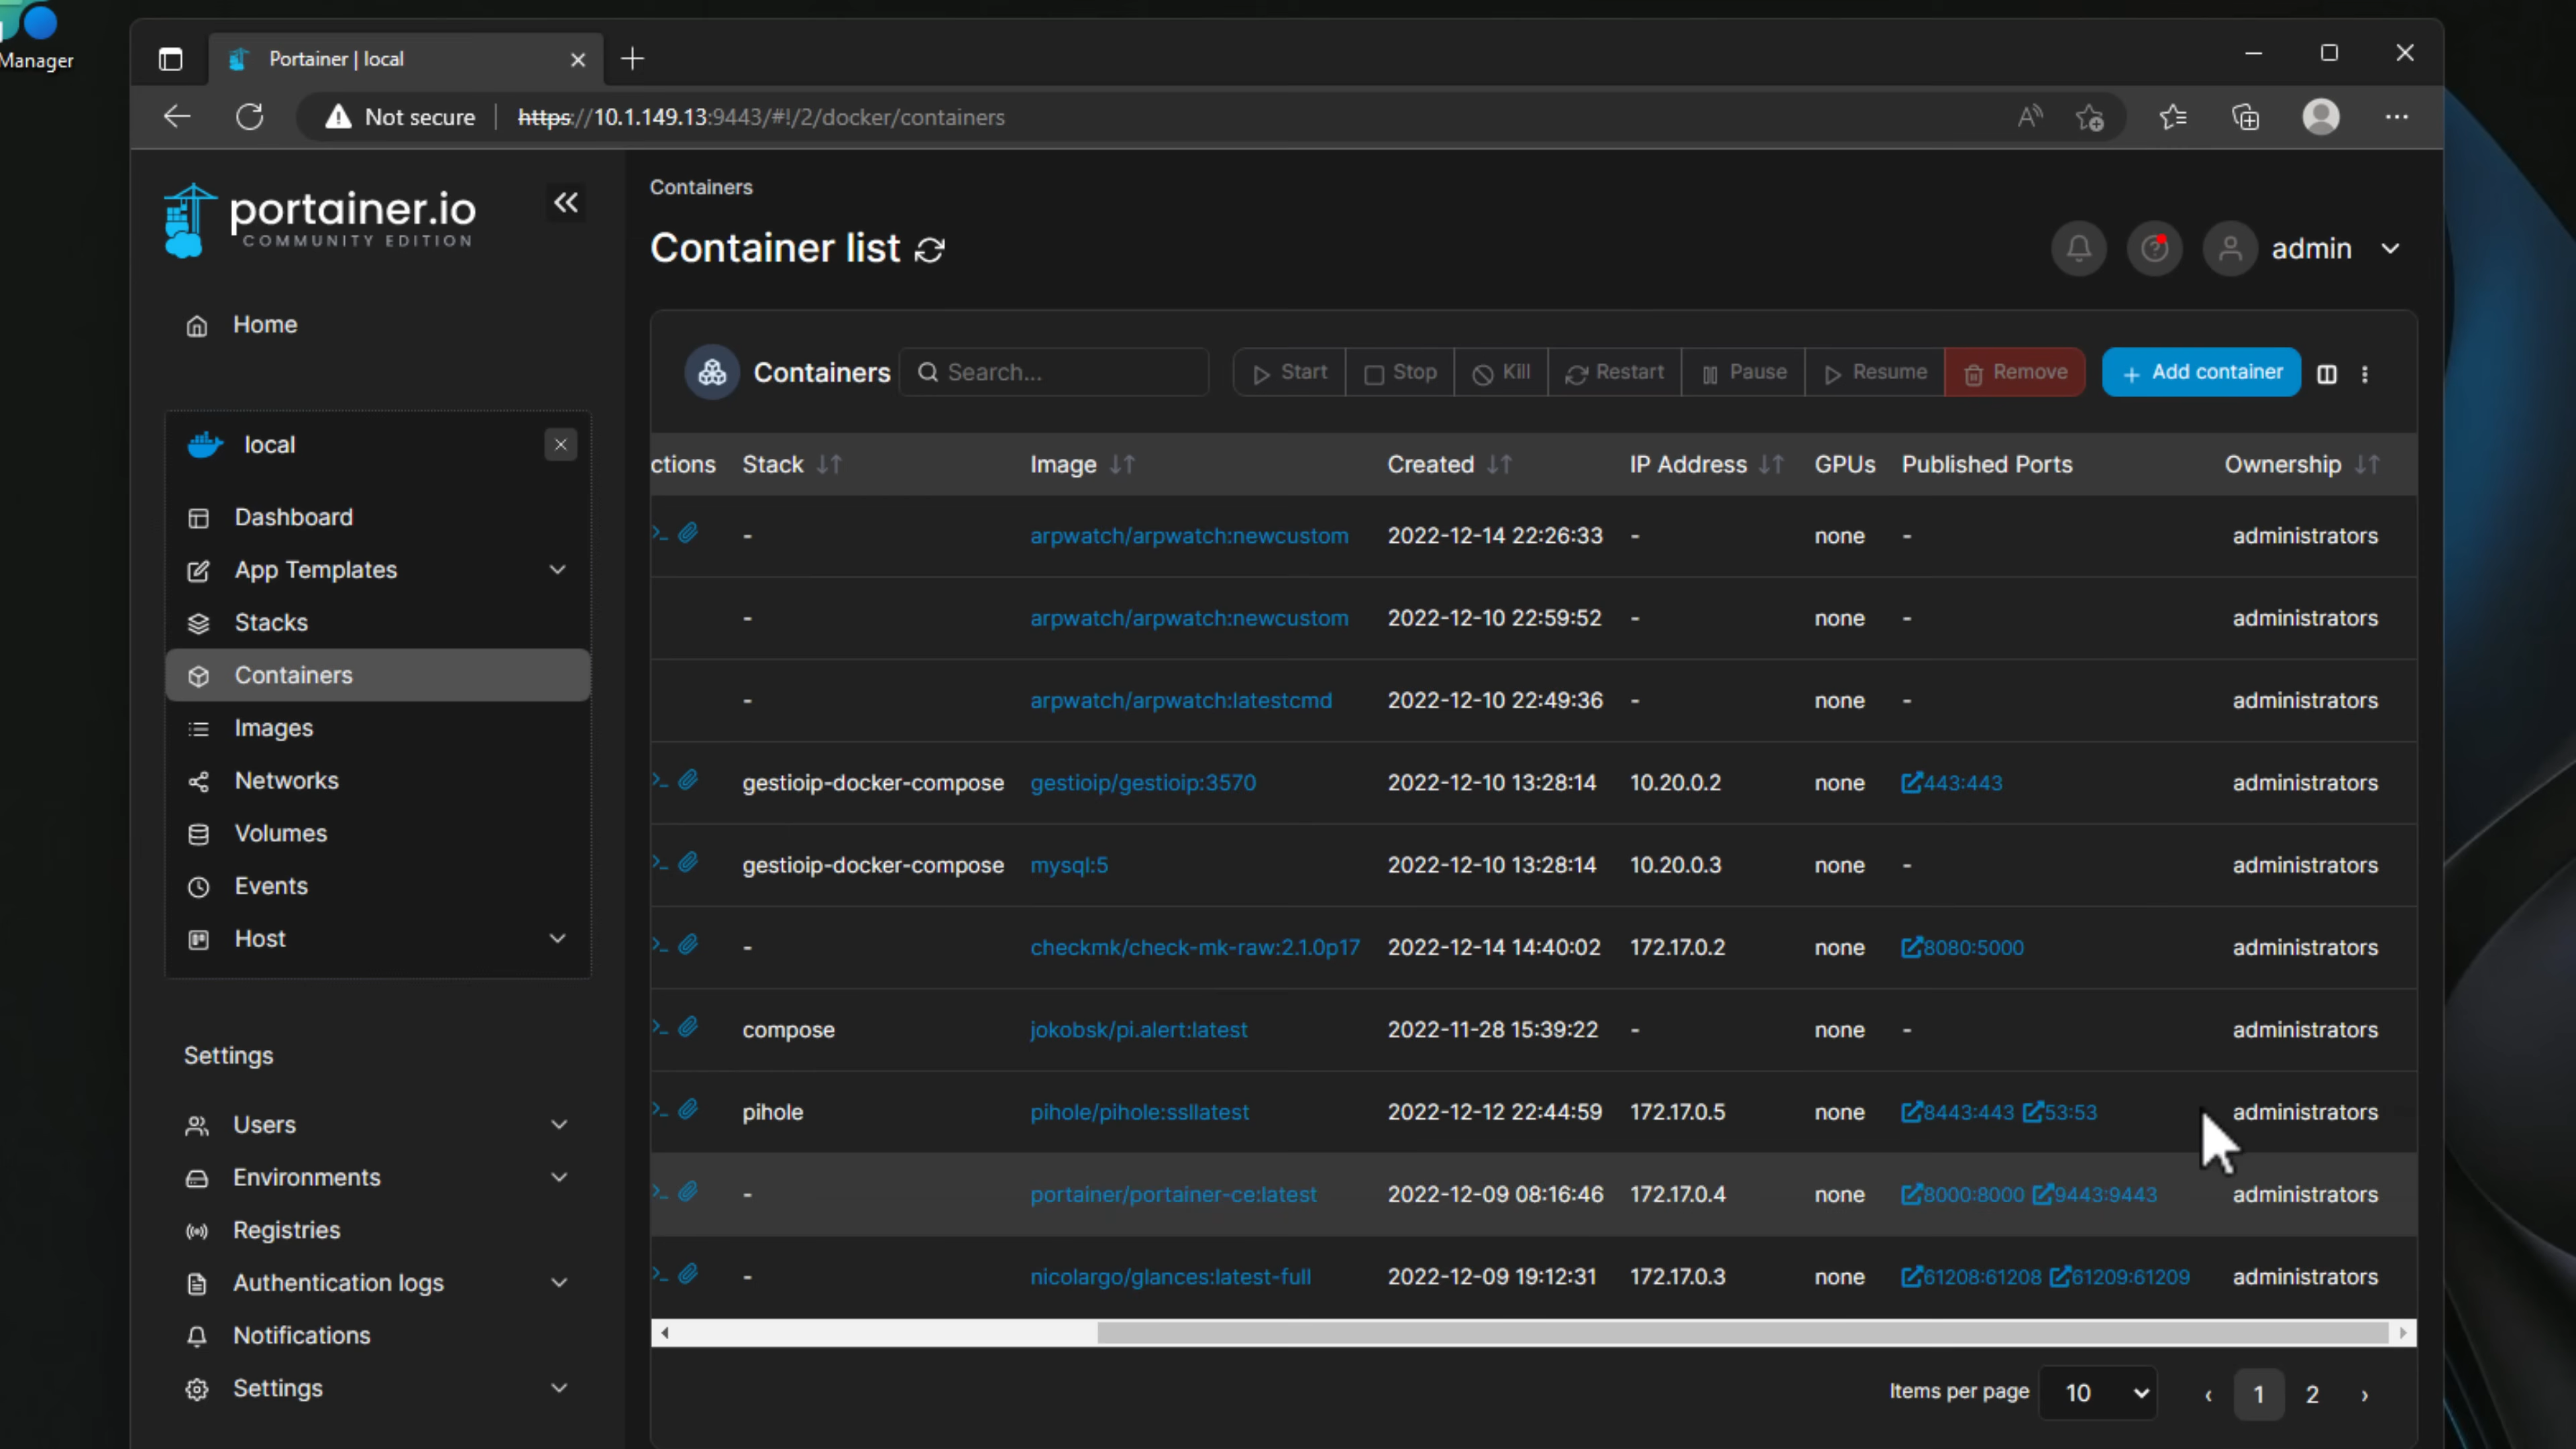 Manager
Portainer | local
Not secure
https://10.1.149.13:9443/#!/2/docker/containers
portainer.io
COMMUNITY EDITION
Home
local
Dashboard
App Templates
Stacks
Containers
Images
Networks
Volumes
Events
Host
Settings
Users
Environments
Registries
Authentication logs
Notifications
Settings
Containers
Container list
admin
Containers Search... Start Stop Kill Restart Pause Resume Remove + Add container
ctions Stack Image Created IP Address GPUs Published Ports Ownership
- arpwatch/arpwatch:newcustom 2022-12-14 22:26:33 - none - administrators
- arpwatch/arpwatch:newcustom 2022-12-10 22:59:52 - none - administrators
- arpwatch/arpwatch:latestcmd 2022-12-10 22:49:36 - none - administrators
gestioip-docker-compose gestioip/gestioip:3570 2022-12-10 13:28:14 10.20.0.2 none 443:443 administrators
gestioip-docker-compose mysql:5 2022-12-10 13:28:14 10.20.0.3 none - administrators
- checkmk/check-mk-raw:2.1.0p17 2022-12-14 14:40:02 172.17.0.2 none 8080:5000 administrators
compose jokobsk/pi.alert:latest 2022-11-28 15:39:22 - none - administrators
pihole pihole/pihole:ssllatest 2022-12-12 22:44:59 172.17.0.5 none 8443:443 53:53 administrators
- portainer/portainer-ce:latest 2022-12-09 08:16:46 172.17.0.4 none 8000:8000 9443:9443 administrators
- nicolargo/glances:latest-full 2022-12-09 19:12:31 172.17.0.3 none 61208:61208 61209:61209 administrators
Items per page 10 ‹ 1 2 ›